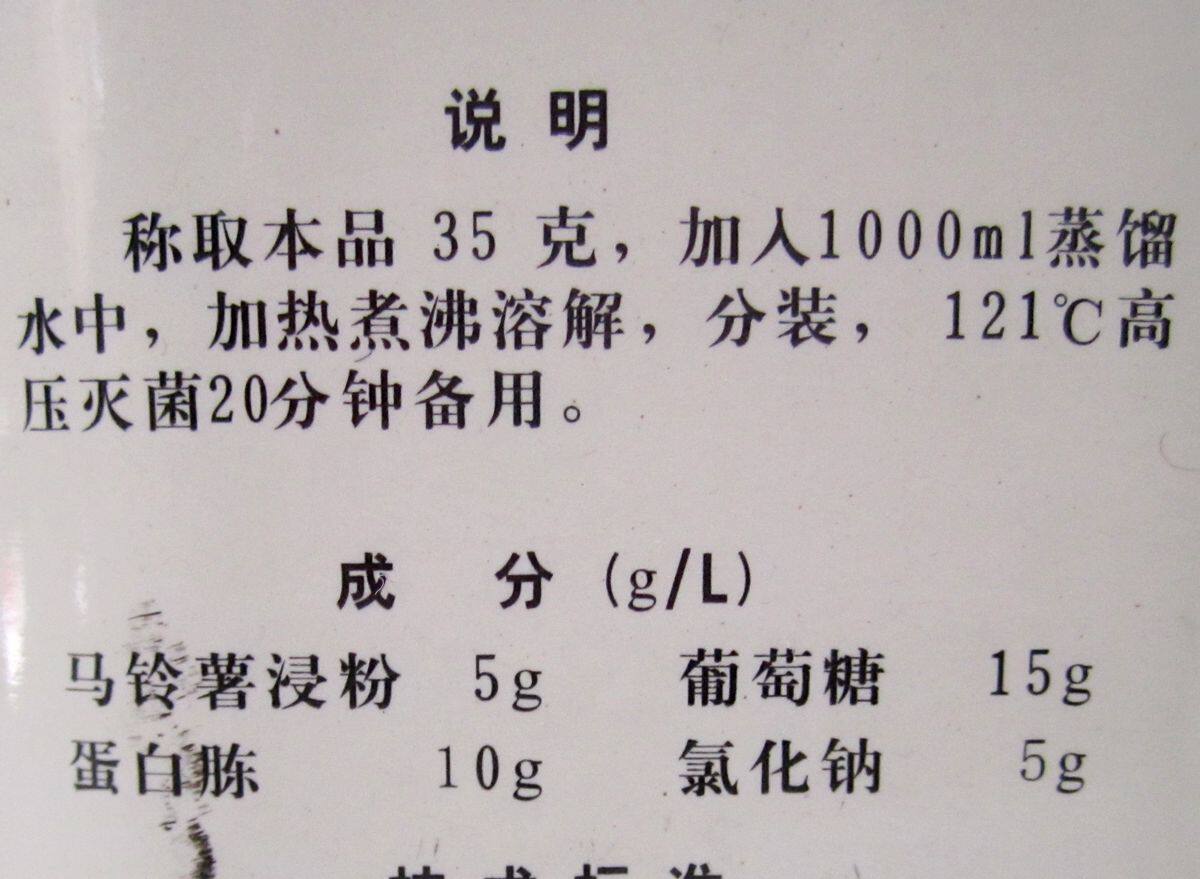 说明
称取本品 35 克，加入1000ml蒸馏
水中，加热煮沸溶解，分装， 121℃高
压灭菌20分钟备用。
成 分 (g/L)
马铃薯浸粉 5g 葡萄糖 15g
蛋白胨 10g 氯化钠 5g